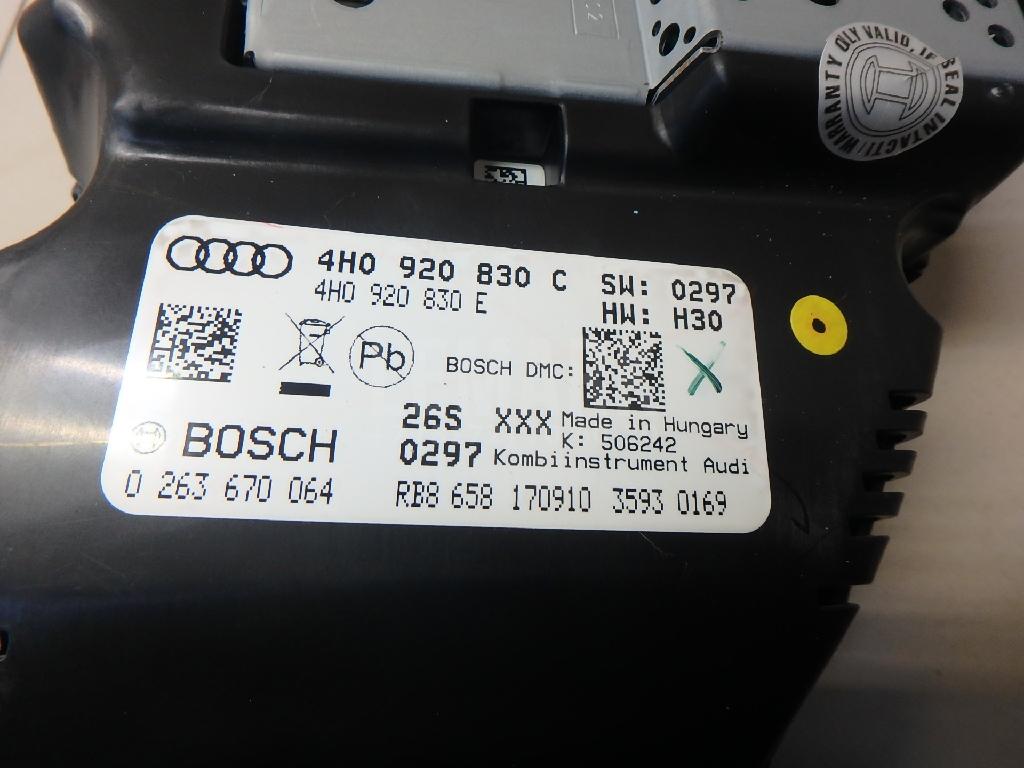 WARRANTY OLY VALID, IF SEAL INTACT!
4H0 920 830 C SW: 0297
4H0 920 830 E HW: H30
Pb
BOSCH DMC:
26S XXX Made in Hungary
K: 506242
BOSCH 0297 Kombiinstrument Audi
0 263 670 064 RB8 658 170910 3593 0169